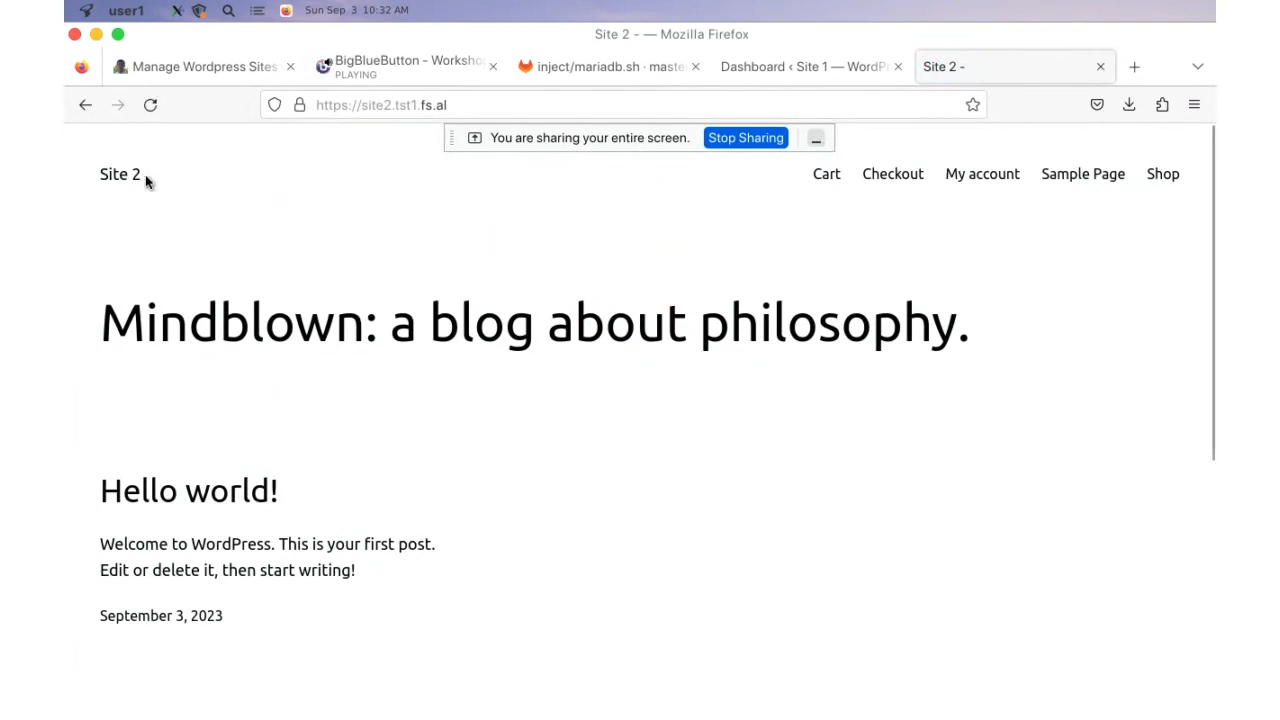 user1
Sun Sep 3 10:32 AM
Site 2 - — Mozilla Firefox
Manage Wordpress Sites
BigBlueButton - Worksho
PLAYING
inject/mariadb.sh · maste
Dashboard ‹ Site 1 — WordPr
Site 2 -
https://site2.tst1.fs.al
You are sharing your entire screen.
Stop Sharing
Site 2
Cart
Checkout
My account
Sample Page
Shop
Mindblown: a blog about philosophy.
Hello world!
Welcome to WordPress. This is your first post.
Edit or delete it, then start writing!
September 3, 2023